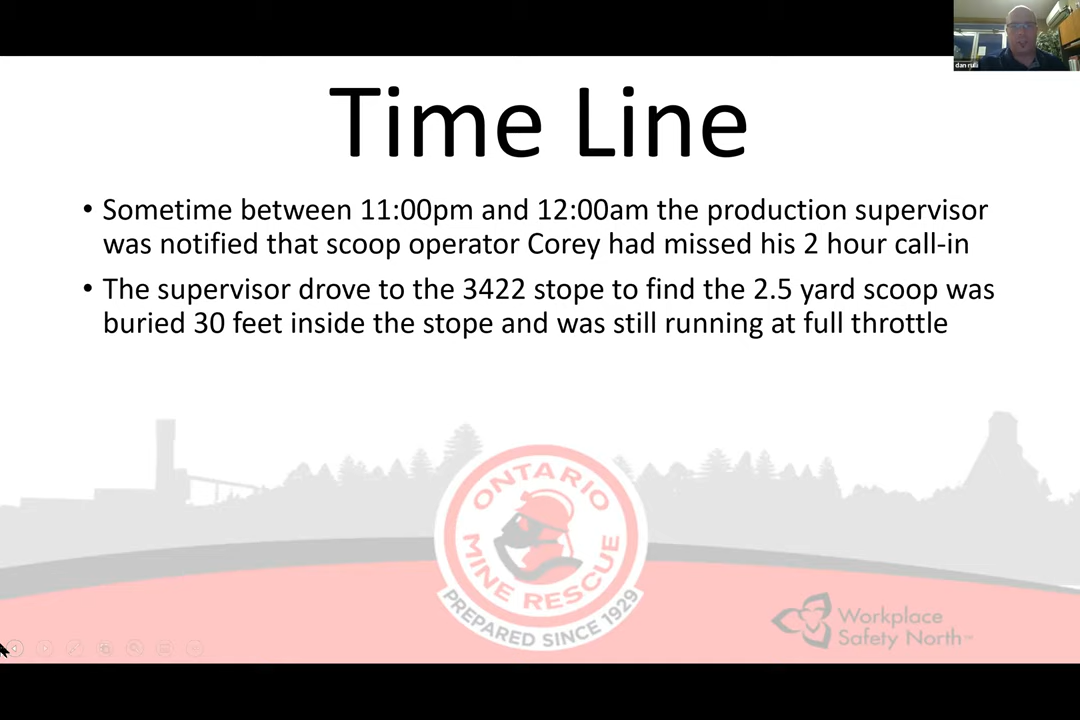 Time Line
• Sometime between 11:00pm and 12:00am the production supervisor
was notified that scoop operator Corey had missed his 2 hour call-in
• The supervisor drove to the 3422 stope to find the 2.5 yard scoop was
buried 30 feet inside the stope and was still running at full throttle
ONTARIO
MINE RESCUE
PREPARED SINCE 1929
Workplace
Safety North
dan